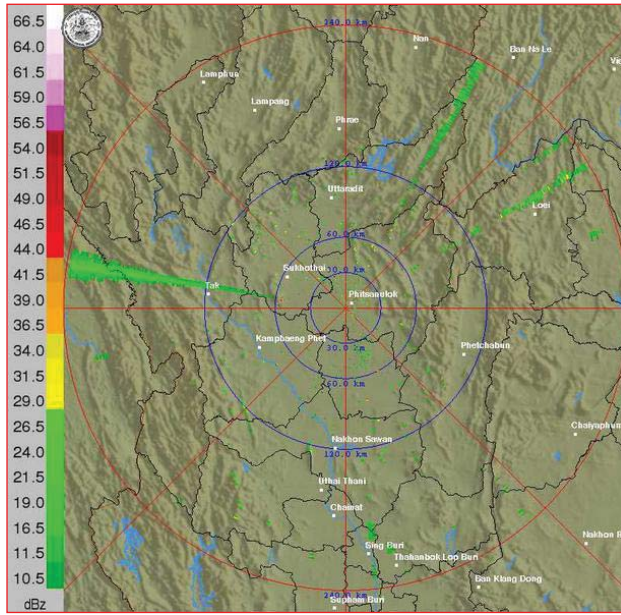 66.5
64.0
61.5
59.0
56.5
54.0
51.5
49.0
46.5
44.0
41.5
39.0
36.5
34.0
31.5
29.0
26.5
24.0
21.5
19.0
16.5
11.5
10.5
dBz
240.0 km
Nan
Ban Na Le
Lamphun
Lampang
Phrae
120.0 km
Uttaradit
Loei
60.0 km
30.0 km
Sukhothai
Tak
Phitsanulok
Kamphaeng Phet
30.0 km
Phetchabun
60.0 km
Chaiyaphum
Nakhon Sawan
120.0 km
Uthai Thani
Chainat
Sing Buri
Thahanbok Lop Buri
Ban Klang Dong
240.0 km
Supham Buri